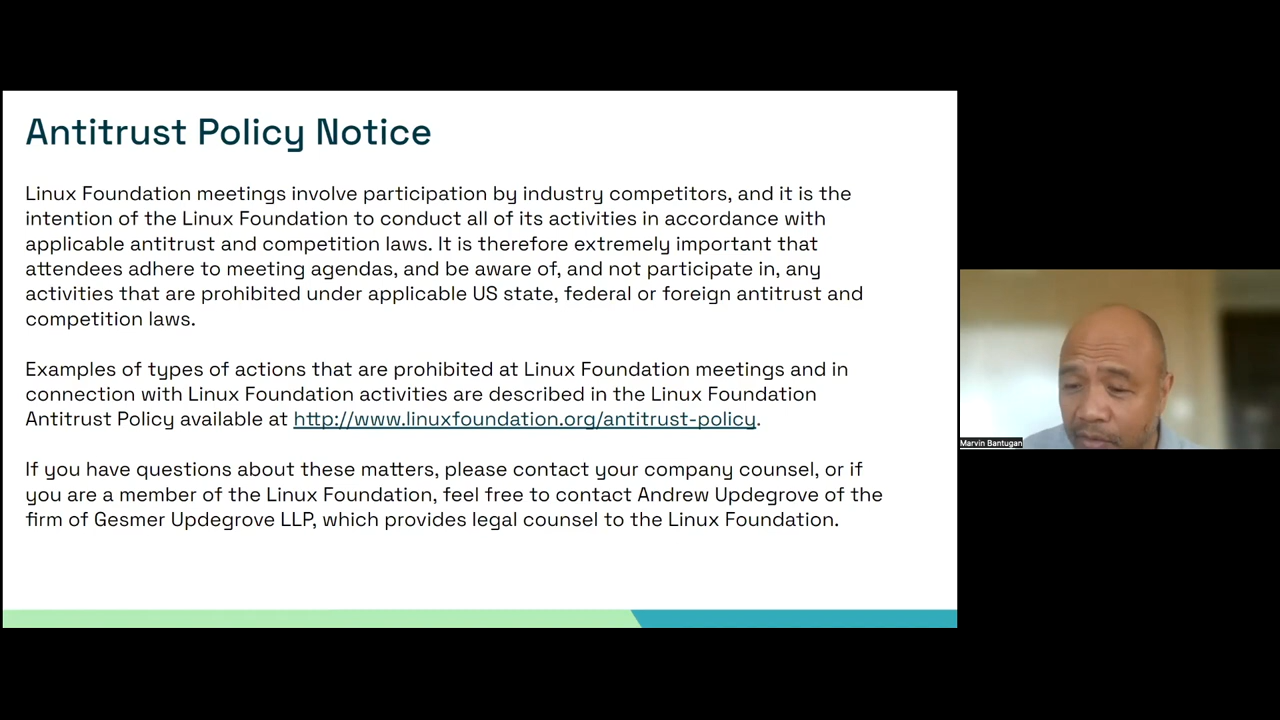 Antitrust Policy Notice
Linux Foundation meetings involve participation by industry competitors, and it is the
intention of the Linux Foundation to conduct all of its activities in accordance with
applicable antitrust and competition laws. It is therefore extremely important that
attendees adhere to meeting agendas, and be aware of, and not participate in, any
activities that are prohibited under applicable US state, federal or foreign antitrust and
competition laws.
Examples of types of actions that are prohibited at Linux Foundation meetings and in
connection with Linux Foundation activities are described in the Linux Foundation
Antitrust Policy available at http://www.linuxfoundation.org/antitrust-policy.
If you have questions about these matters, please contact your company counsel, or if
you are a member of the Linux Foundation, feel free to contact Andrew Updegrove of the
firm of Gesmer Updegrove LLP, which provides legal counsel to the Linux Foundation.
Marvin Bantugan